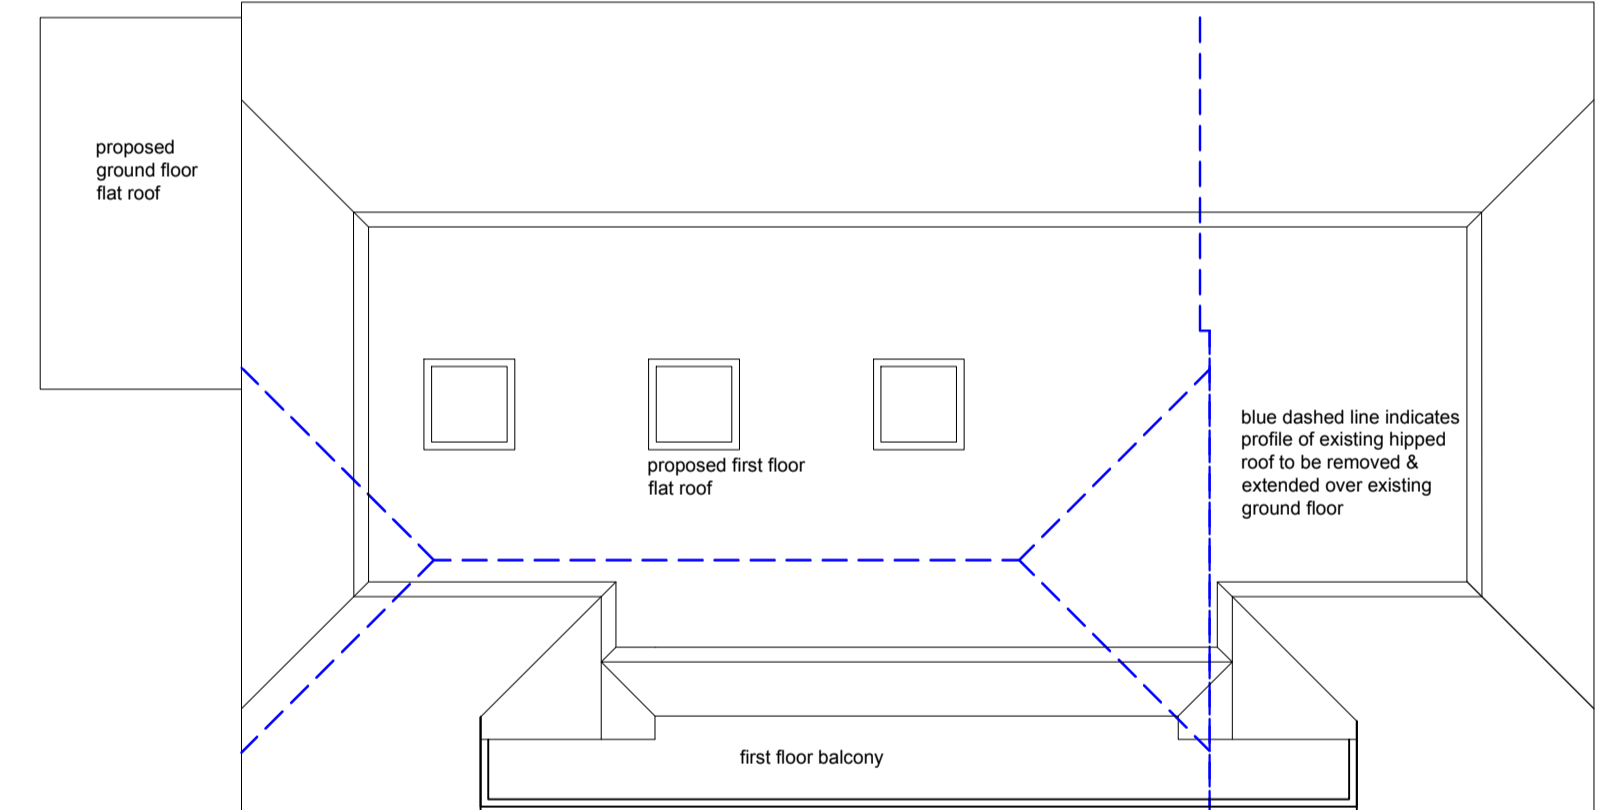 proposed
ground floor
flat roof
proposed first floor
flat roof
blue dashed line indicates
profile of existing hipped
roof to be removed &
extended over existing
ground floor
first floor balcony